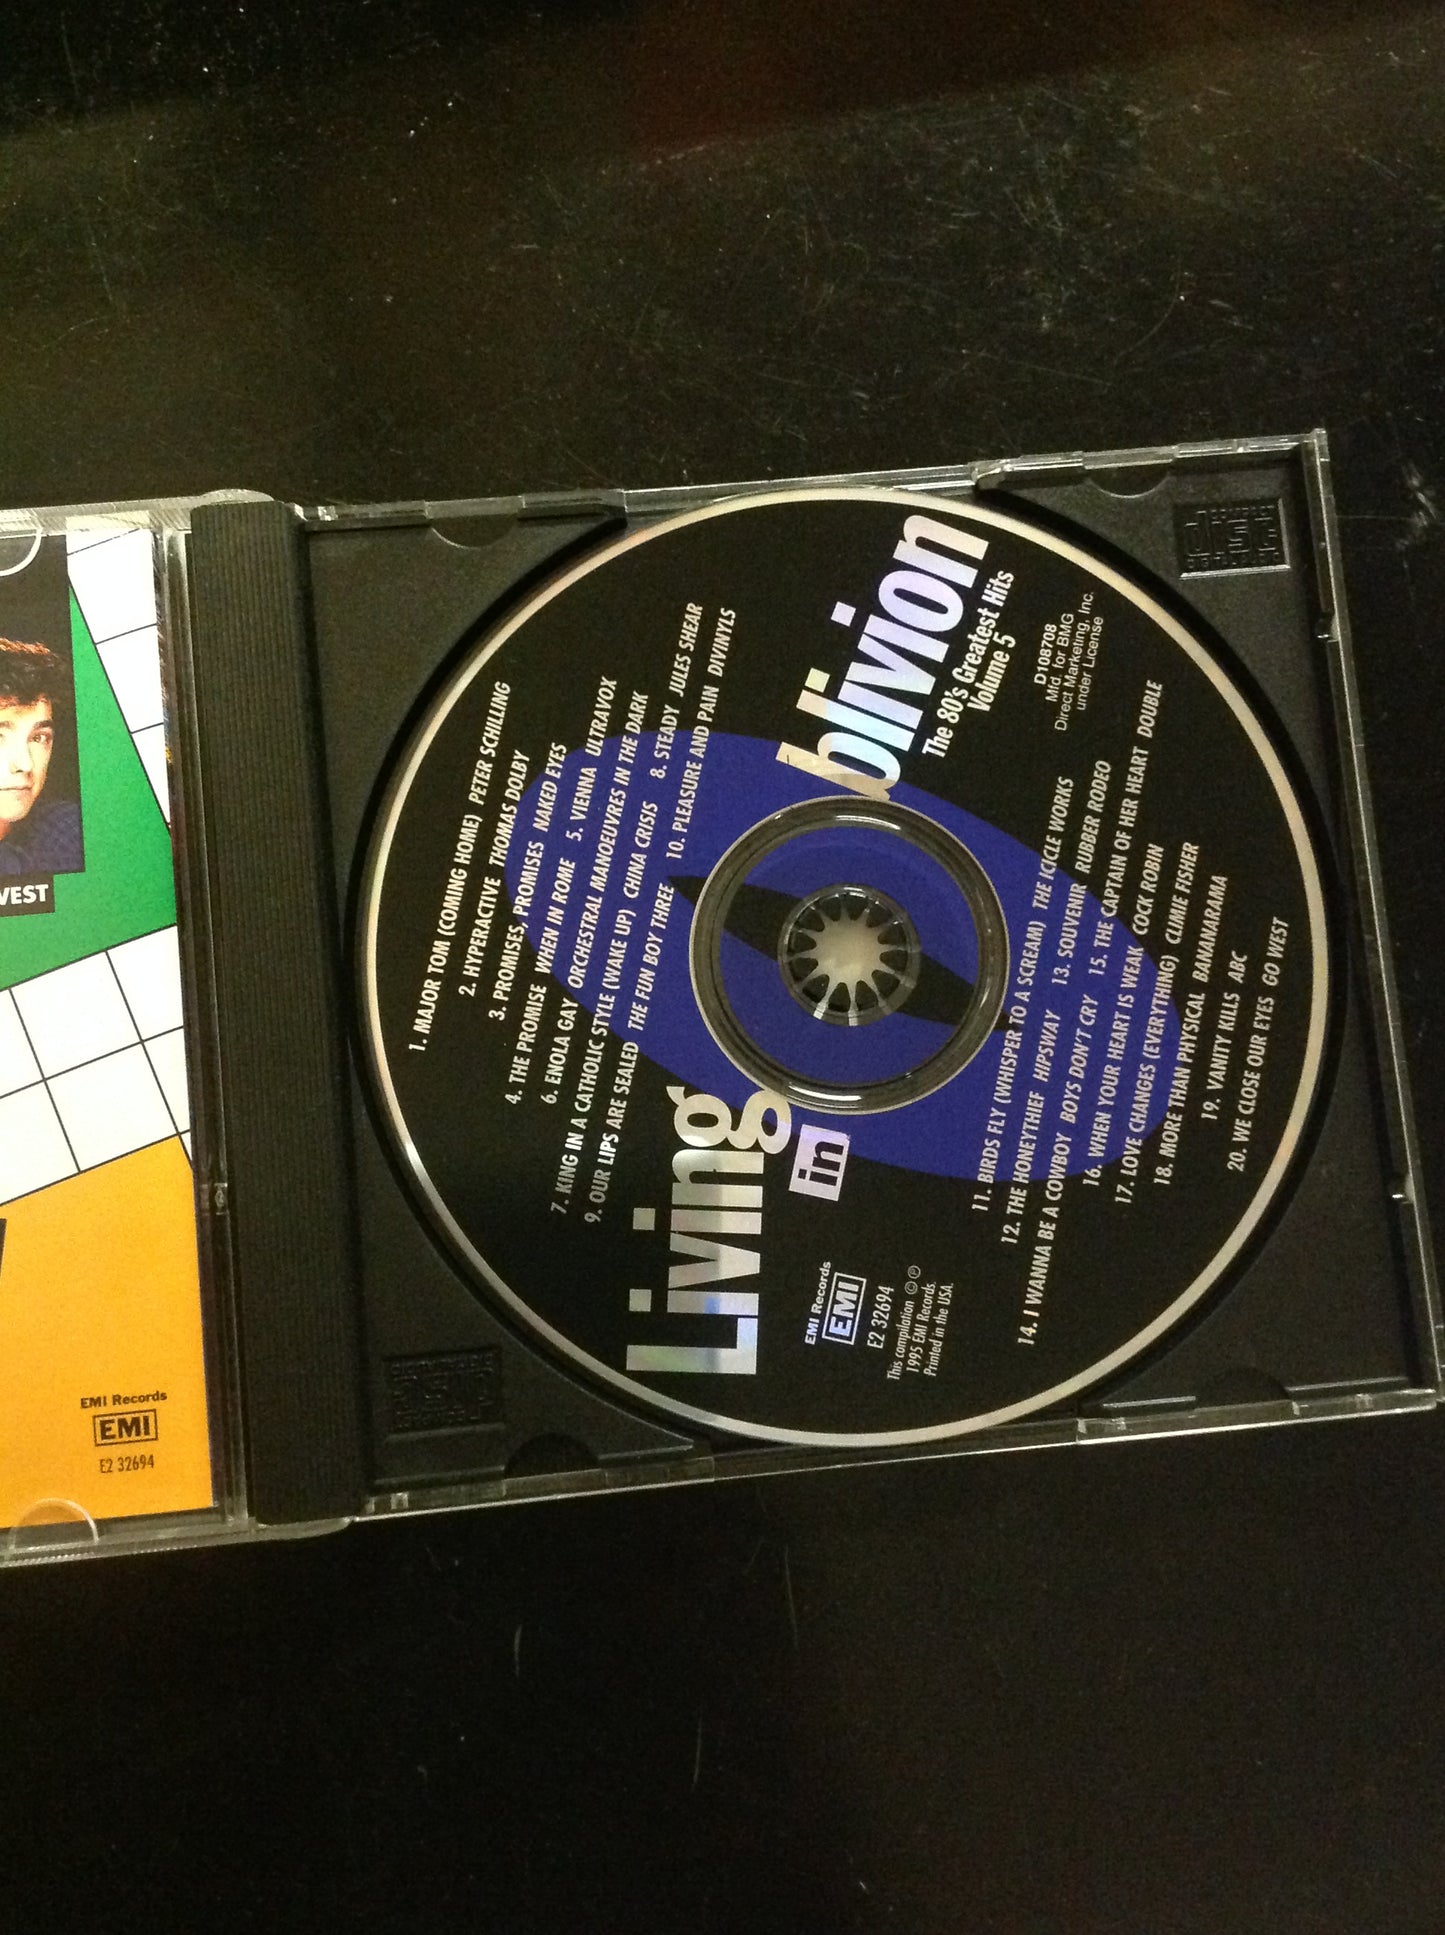 1. MAJOR TOM (COMING HOME) PETER SCHILLING
2. HYPERACTIVE THOMAS DOLBY
3. PROMISES, PROMISES NAKED EYES
4. THE PROMISE WHEN IN ROME 5. VIENNA ULTRAVOX
6. ENOLA GAY ORCHESTRAL MANOEUVRES IN THE DARK
7. KING IN A CATHOLIC STYLE (WAKE UP) CHINA CRISIS 8. STEADY JULES SHEAR
9. OUR LIPS ARE SEALED THE FUN BOY THREE 10. PLEASURE AND PAIN DIVINYLS
Living
in
Oblivion
The 80's Greatest Hits
Volume 5
EMI Records
EMI
E2 32694
This compilation © ℗
1995 EMI Records.
Printed in the USA.
D108708
Mfd. for BMG
Direct Marketing, Inc.
under License
11. BIRDS FLY (WHISPER TO A SCREAM) THE ICICLE WORKS
12. THE HONEYTHIEF HIPSWAY 13. SOUVENIR RUBBER RODEO
14. I WANNA BE A COWBOY BOYS DON'T CRY 15. THE CAPTAIN OF HER HEART DOUBLE
16. WHEN YOUR HEART IS WEAK COCK ROBIN
17. LOVE CHANGES (EVERYTHING) CLIMIE FISHER
18. MORE THAN PHYSICAL BANANARAMA
19. VANITY KILLS ABC
20. WE CLOSE OUR EYES GO WEST
WEST
EMI Records
EMI
E2 32694